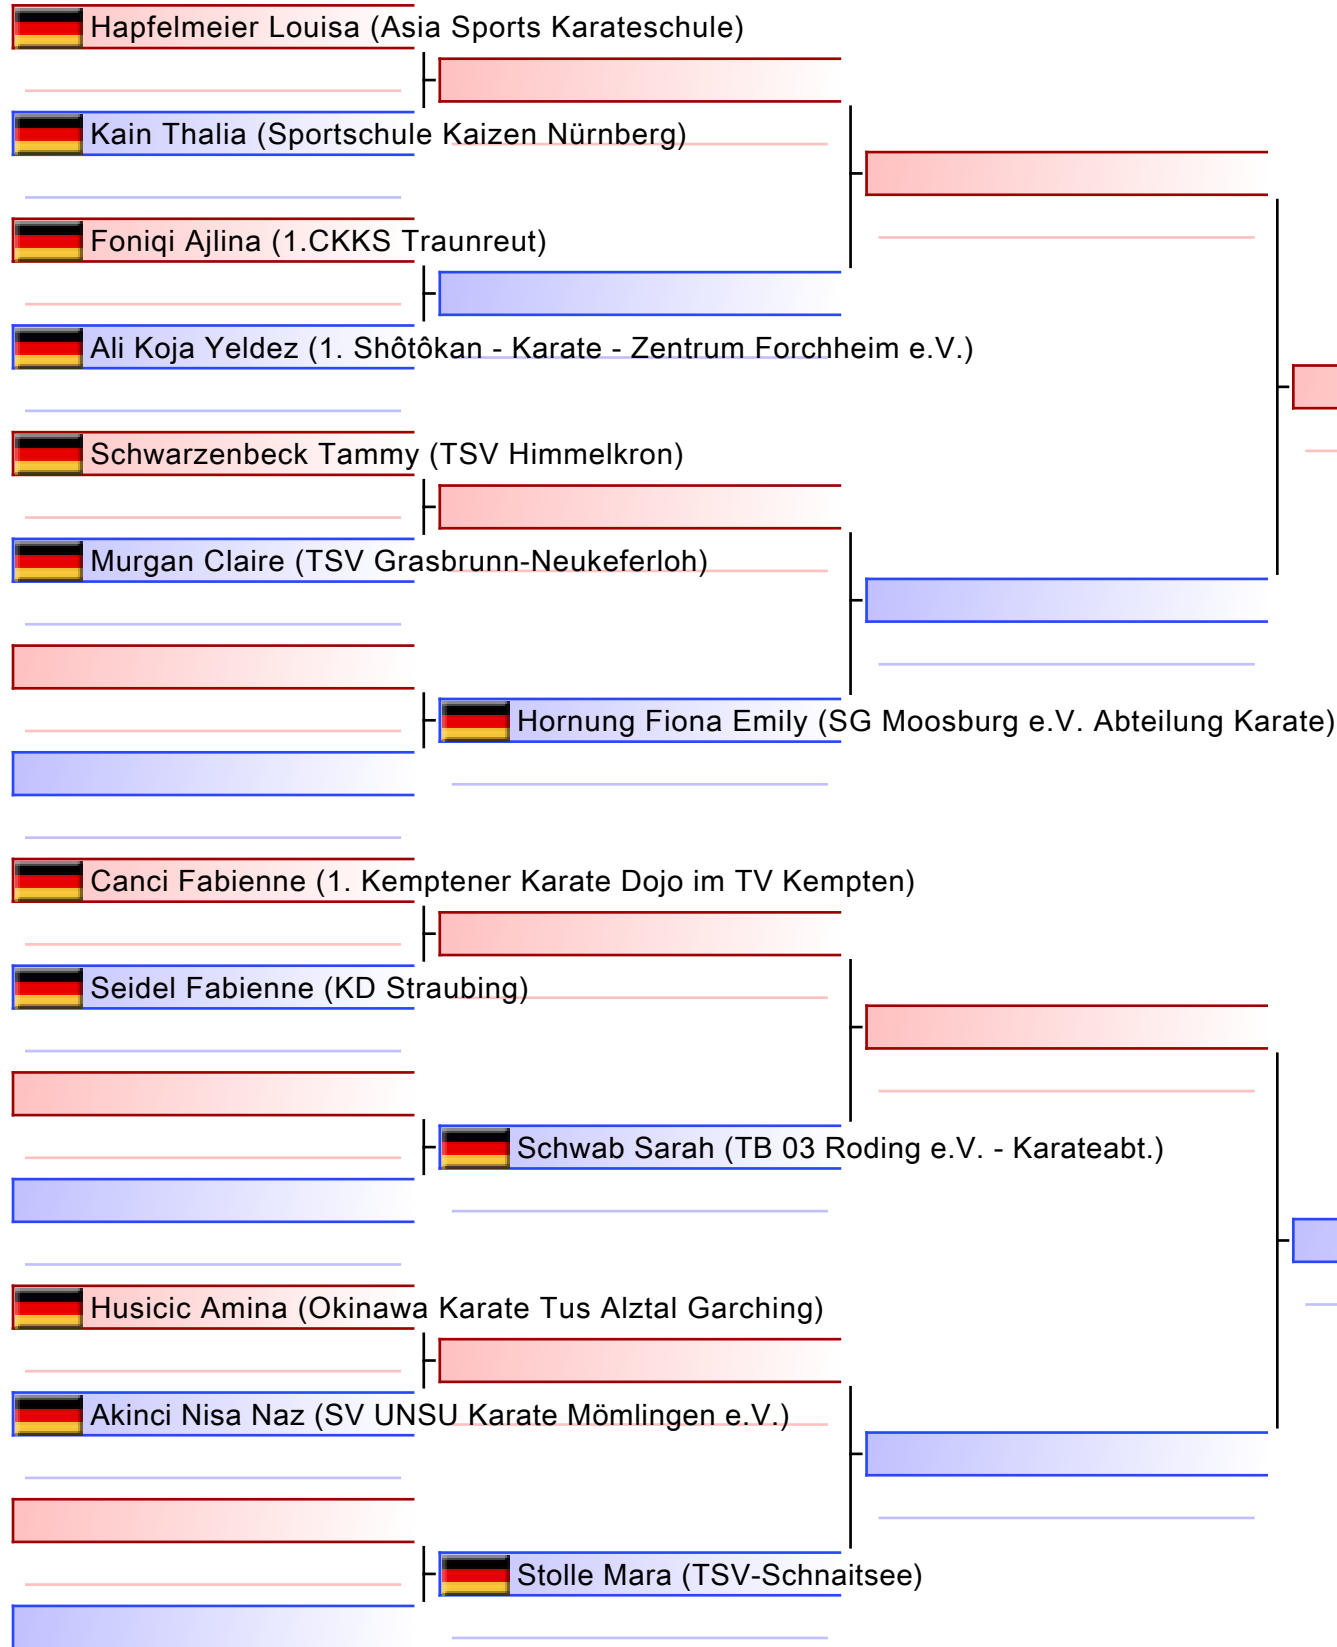 Hapfelmeier Louisa (Asia Sports Karateschule)
Kain Thalia (Sportschule Kaizen Nürnberg)
Foniqi Ajlina (1.CKKS Traunreut)
Ali Koja Yeldez (1. Shôtôkan - Karate - Zentrum Forchheim e.V.)
Schwarzenbeck Tammy (TSV Himmelkron)
Murgan Claire (TSV Grasbrunn-Neukeferloh)
Hornung Fiona Emily (SG Moosburg e.V. Abteilung Karate)
Canci Fabienne (1. Kemptener Karate Dojo im TV Kempten)
Seidel Fabienne (KD Straubing)
Schwab Sarah (TB 03 Roding e.V. - Karateabt.)
Husicic Amina (Okinawa Karate Tus Alztal Garching)
Akinci Nisa Naz (SV UNSU Karate Mömlingen e.V.)
Stolle Mara (TSV-Schnaitsee)